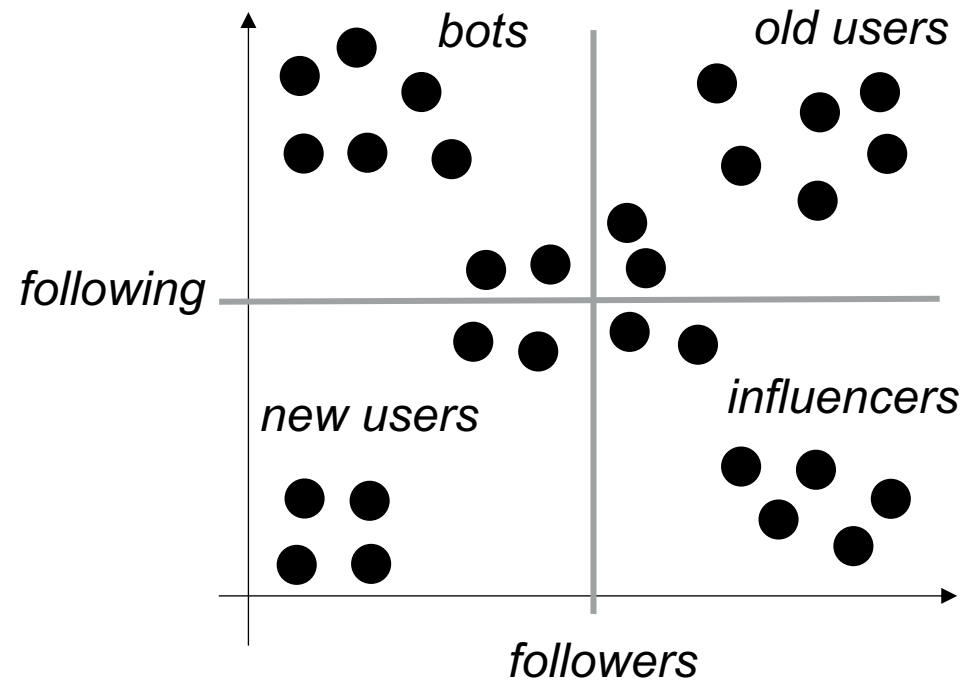 bots
old users
following
new users
influencers
followers